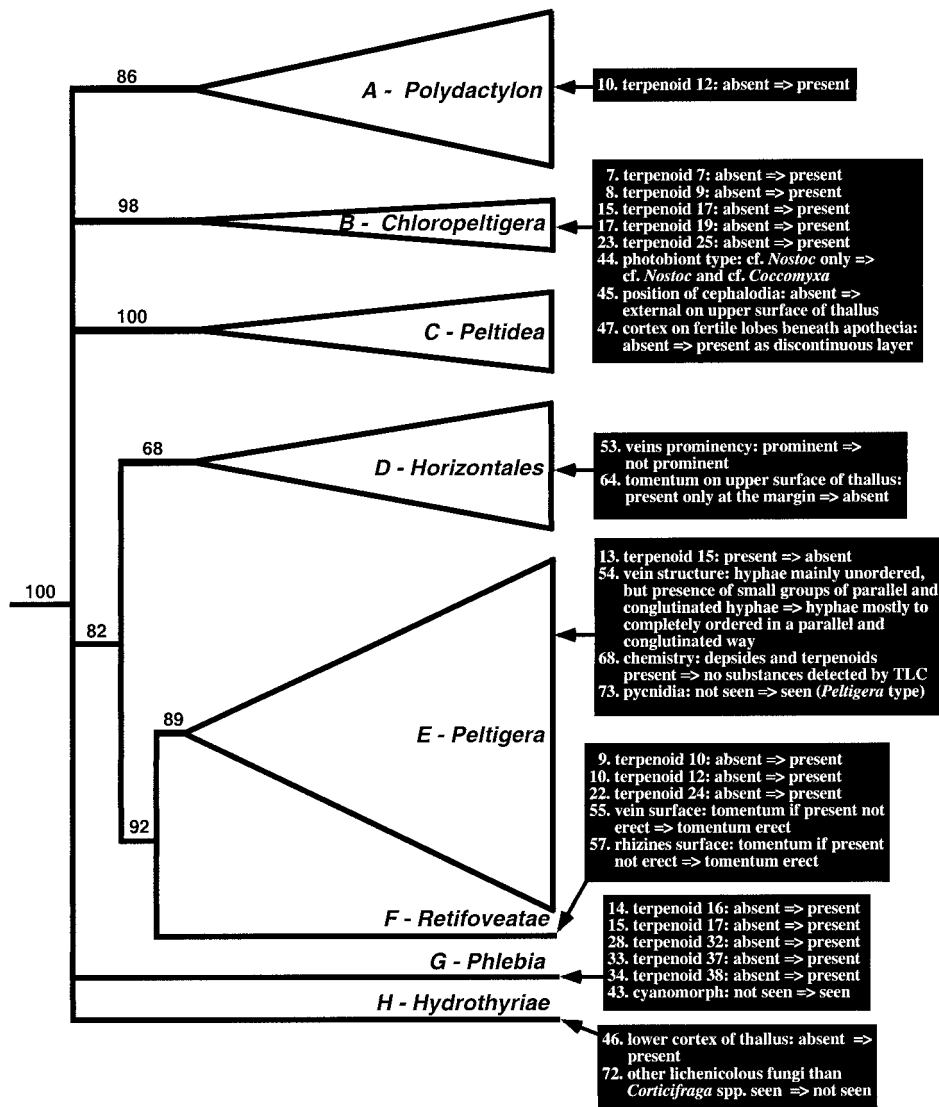 86
A - Polydactylon
10. terpenoid 12: absent => present
98
B - Chloropeltigera
7. terpenoid 7: absent => present
8. terpenoid 9: absent => present
15. terpenoid 17: absent => present
17. terpenoid 19: absent => present
23. terpenoid 25: absent => present
44. photobiont type: cf. Nostoc only =>
cf. Nostoc and cf. Coccomyxa
45. position of cephalodia: absent =>
external on upper surface of thallus
47. cortex on fertile lobes beneath apothecia:
absent => present as discontinuous layer
100
C - Peltidea
68
D - Horizontales
53. veins prominency: prominent =>
not prominent
64. tomentum on upper surface of thallus:
present only at the margin => absent
100
82
13. terpenoid 15: present => absent
54. vein structure: hyphae mainly unordered,
but presence of small groups of parallel and
conglutinated hyphae => hyphae mostly to
completely ordered in a parallel and
conglutinated way
68. chemistry: depsides and terpenoids
present => no substances detected by TLC
73. pycnidia: not seen => seen (Peltigera type)
89
E - Peltigera
92
9. terpenoid 10: absent => present
10. terpenoid 12: absent => present
22. terpenoid 24: absent => present
55. vein surface: tomentum if present not
erect => tomentum erect
57. rhizines surface: tomentum if present
not erect => tomentum erect
F - Retifoveatae
G - Phlebia
14. terpenoid 16: absent => present
15. terpenoid 17: absent => present
28. terpenoid 32: absent => present
33. terpenoid 37: absent => present
34. terpenoid 38: absent => present
43. cyanomorph: not seen => seen
H - Hydrothyriae
46. lower cortex of thallus: absent =>
present
72. other lichenicolous fungi than
Corticifraga spp. seen => not seen